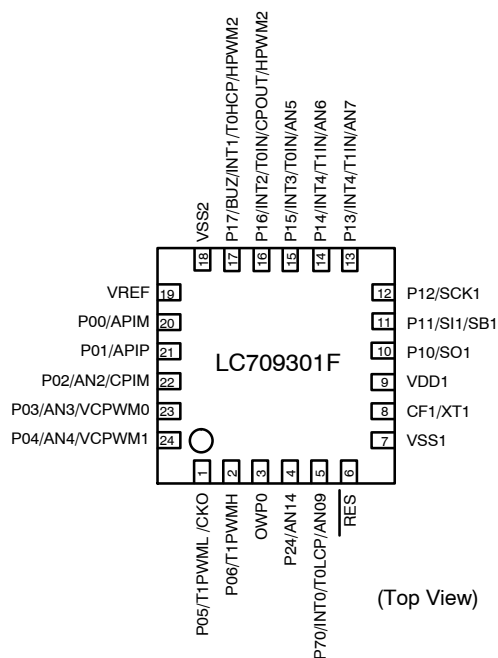 VSS2
P17/BUZ/INT1/T0HCP/HPWM2
P16/INT2/T0IN/CPOUT/HPWM2
P15/INT3/T0IN/AN5
P14/INT4/T1IN/AN6
P13/INT4/T1IN/AN7
18
17
16
15
14
13
VREF
19
P00/APIM
20
P01/APIP
21
P02/AN2/CPIM
22
P03/AN3/VCPWM0
23
P04/AN4/VCPWM1
24
LC709301F
12
P12/SCK1
11
P11/SI1/SB1
10
P10/SO1
9
VDD1
8
CF1/XT1
7
VSS1
1
2
3
4
5
6
P05/T1PWML /CKO
P06/T1PWMH
OWP0
P24/AN14
P70/INT0/T0LCP/AN09
RES
(Top View)